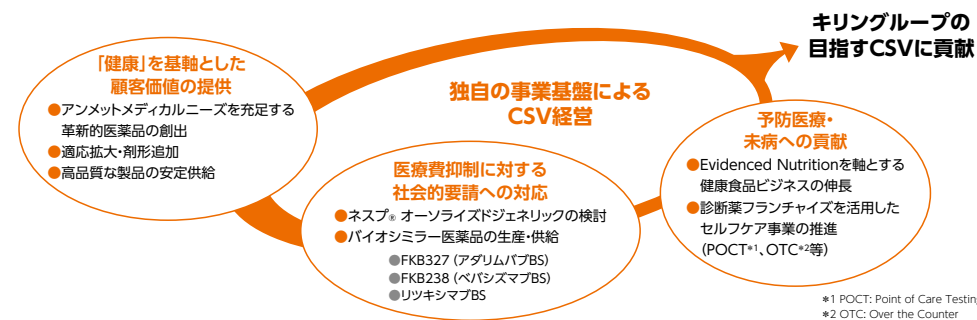 キリングループの
目指すCSVに貢献
「健康」を基軸とした
顧客価値の提供
●アンメットメディカルニーズを充足する
革新的医薬品の創出
●適応拡大・剤形追加
●高品質な製品の安定供給
独自の事業基盤による
CSV経営
医療費抑制に対する
社会的要請への対応
●ネスプ® オーソライズドジェネリックの検討
●バイオシミラー医薬品の生産・供給
●FKB327（アダリムバブBS）
●FKB238（ベバシズマブBS）
●リツキシマブBS
予防医療・
未病への貢献
●Evidenced Nutritionを軸とする
健康食品ビジネスの伸長
●診断薬フランチャイズを活用した
セルフケア事業の推進
（POCT*1、OTC*2等）
*1 POCT: Point of Care Testin
*2 OTC: Over the Counter